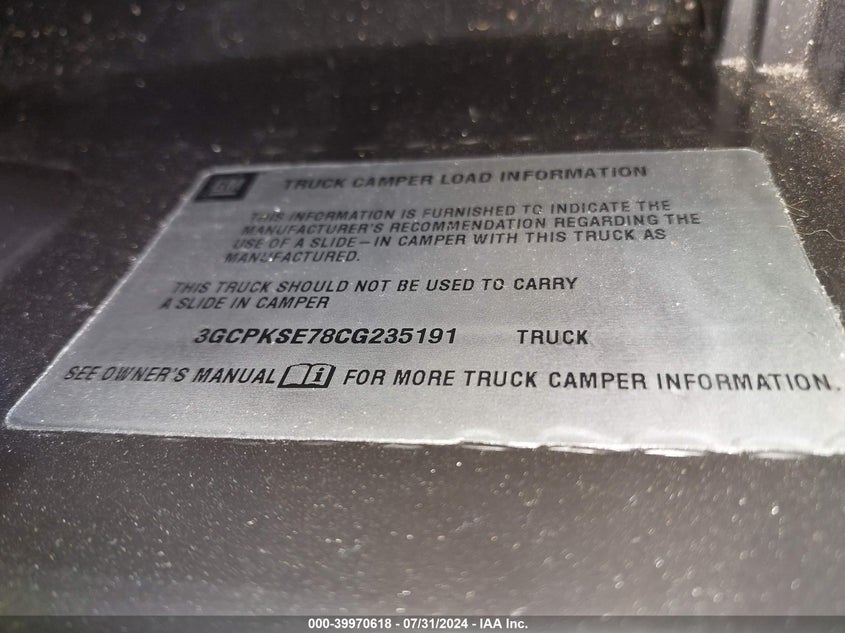 GM TRUCK CAMPER LOAD INFORMATION
THIS INFORMATION IS FURNISHED TO INDICATE THE
MANUFACTURER'S RECOMMENDATION REGARDING THE
USE OF A SLIDE-IN CAMPER WITH THIS TRUCK AS
MANUFACTURED.
THIS TRUCK SHOULD NOT BE USED TO CARRY
A SLIDE IN CAMPER
3GCPKSE78CG235191 TRUCK
SEE OWNER'S MANUAL i FOR MORE TRUCK CAMPER INFORMATION.
000-39970618 - 07/31/2024 - IAA Inc.